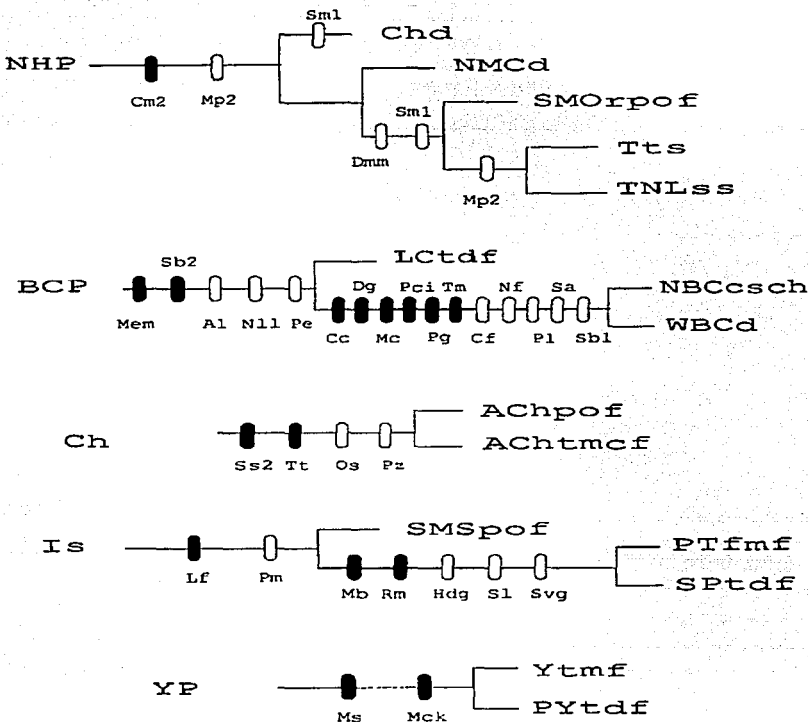 Sm1
Chd
NHP
NMCd
Cm2 Mp2
SMOrpof
Sm1
Dmm
Tts
Mp2
TNLss
LCtdf
Sb2
BCP
Dg Pci Tm Nf Sa
NBCcsch
Mem Al Nll Pe
WBCd
Cc Mc Pg Cf Pl Sbl
AChpof
Ch
AChtmcf
Ss2 Tt Os Pz
SMSpof
Is
PTfmf
Lf Pm
SPtdf
Mb Rm Hdg Sl Svg
Ytmf
YP
PYtdf
Ms Mck